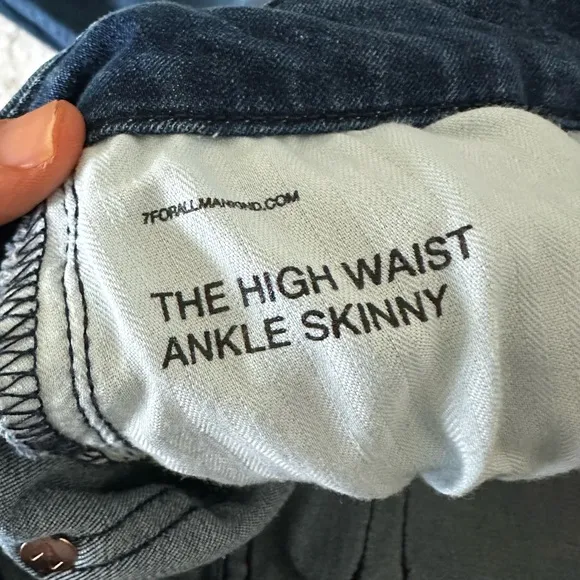 7FORALLMANKIND.COM
THE HIGH WAIST
ANKLE SKINNY